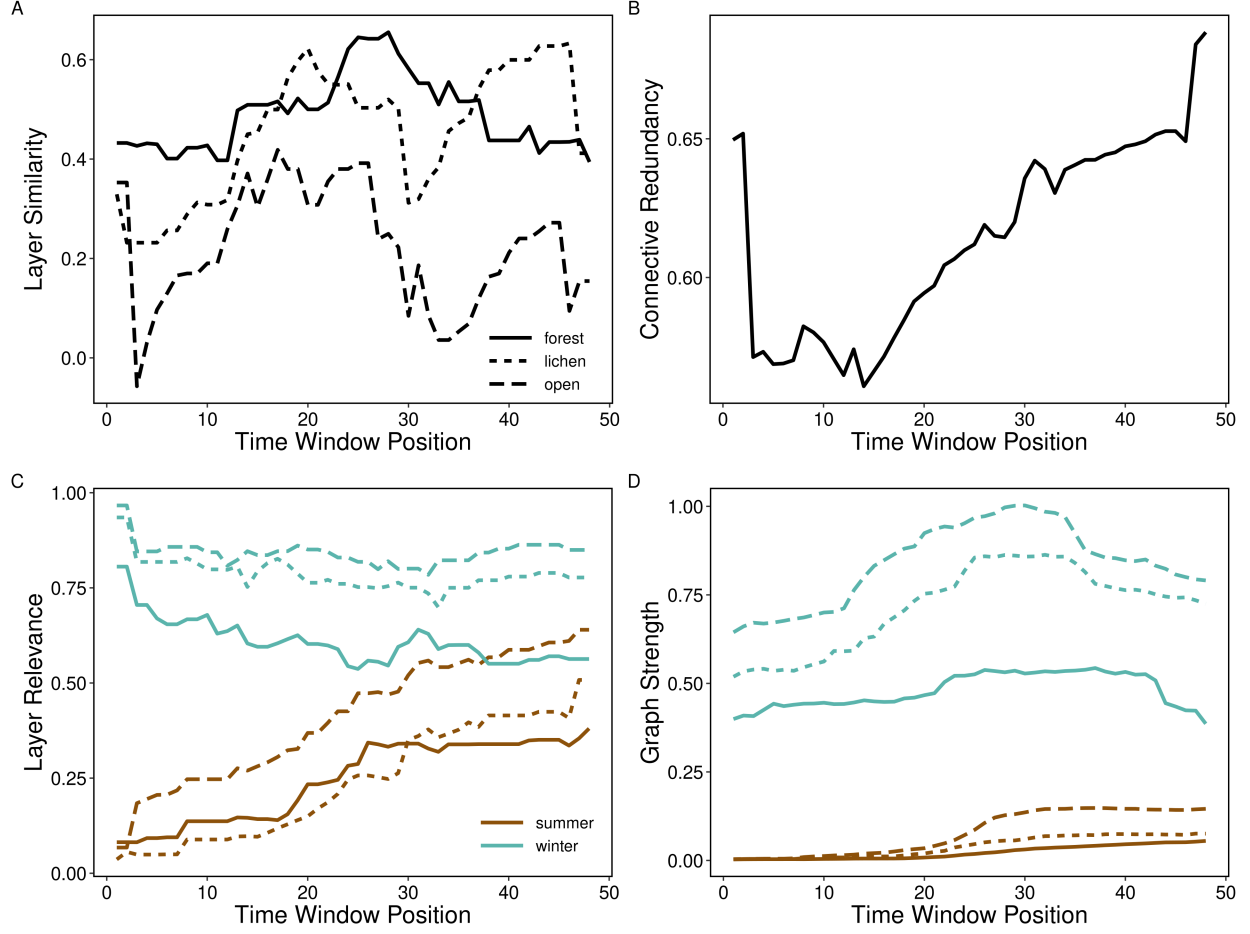 A
Layer Similarity
0.6
0.4
0.2
0.0
forest
lichen
open
0 10 20 30 40 50
Time Window Position
B
Connective Redundancy
0.65
0.60
0 10 20 30 40 50
Time Window Position
C
Layer Relevance
1.00
0.75
0.50
0.25
0.00
summer
winter
0 10 20 30 40 50
Time Window Position
D
Graph Strength
1.00
0.75
0.50
0.25
0.00
0 10 20 30 40 50
Time Window Position